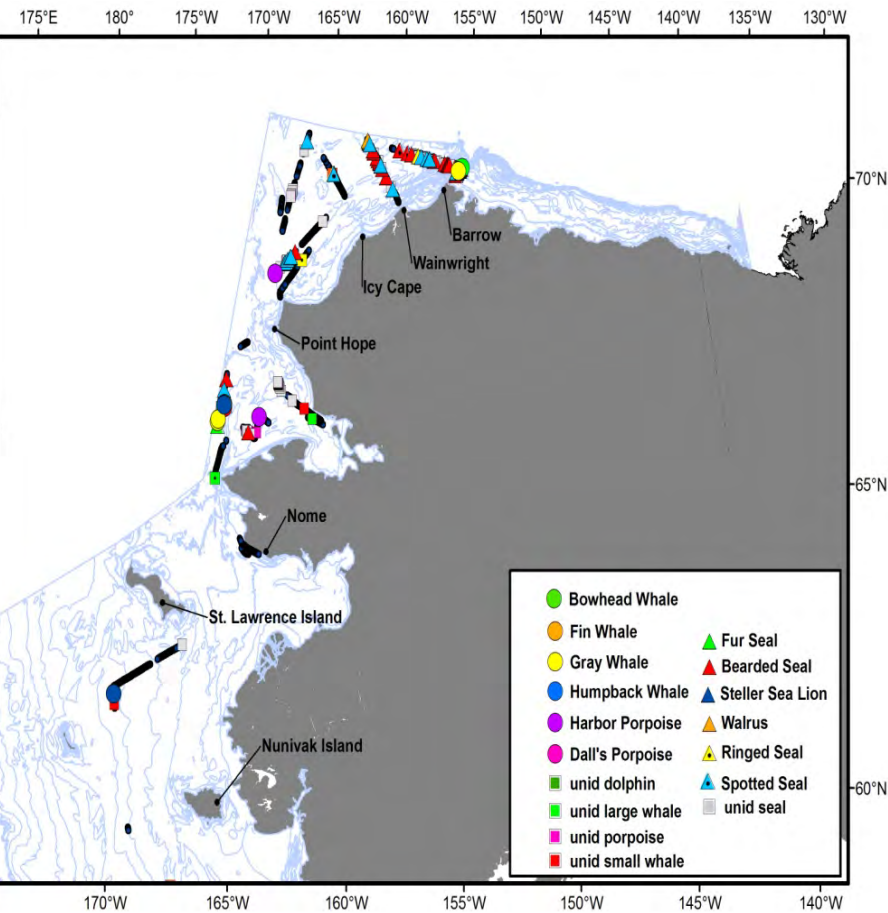 175°E 180° 175°W 170°W 165°W 160°W 155°W 150°W 145°W 140°W 135°W 130°W
70°N
Barrow
Wainwright
Icy Cape
Point Hope
65°N
Nome
St. Lawrence Island
Nunivak Island
60°N
Bowhead Whale
Fin Whale
Gray Whale
Humpback Whale
Harbor Porpoise
Dall's Porpoise
unid dolphin
unid large whale
unid porpoise
unid small whale
Fur Seal
Bearded Seal
Steller Sea Lion
Walrus
Ringed Seal
Spotted Seal
unid seal
170°W 165°W 160°W 155°W 150°W 145°W 140°W